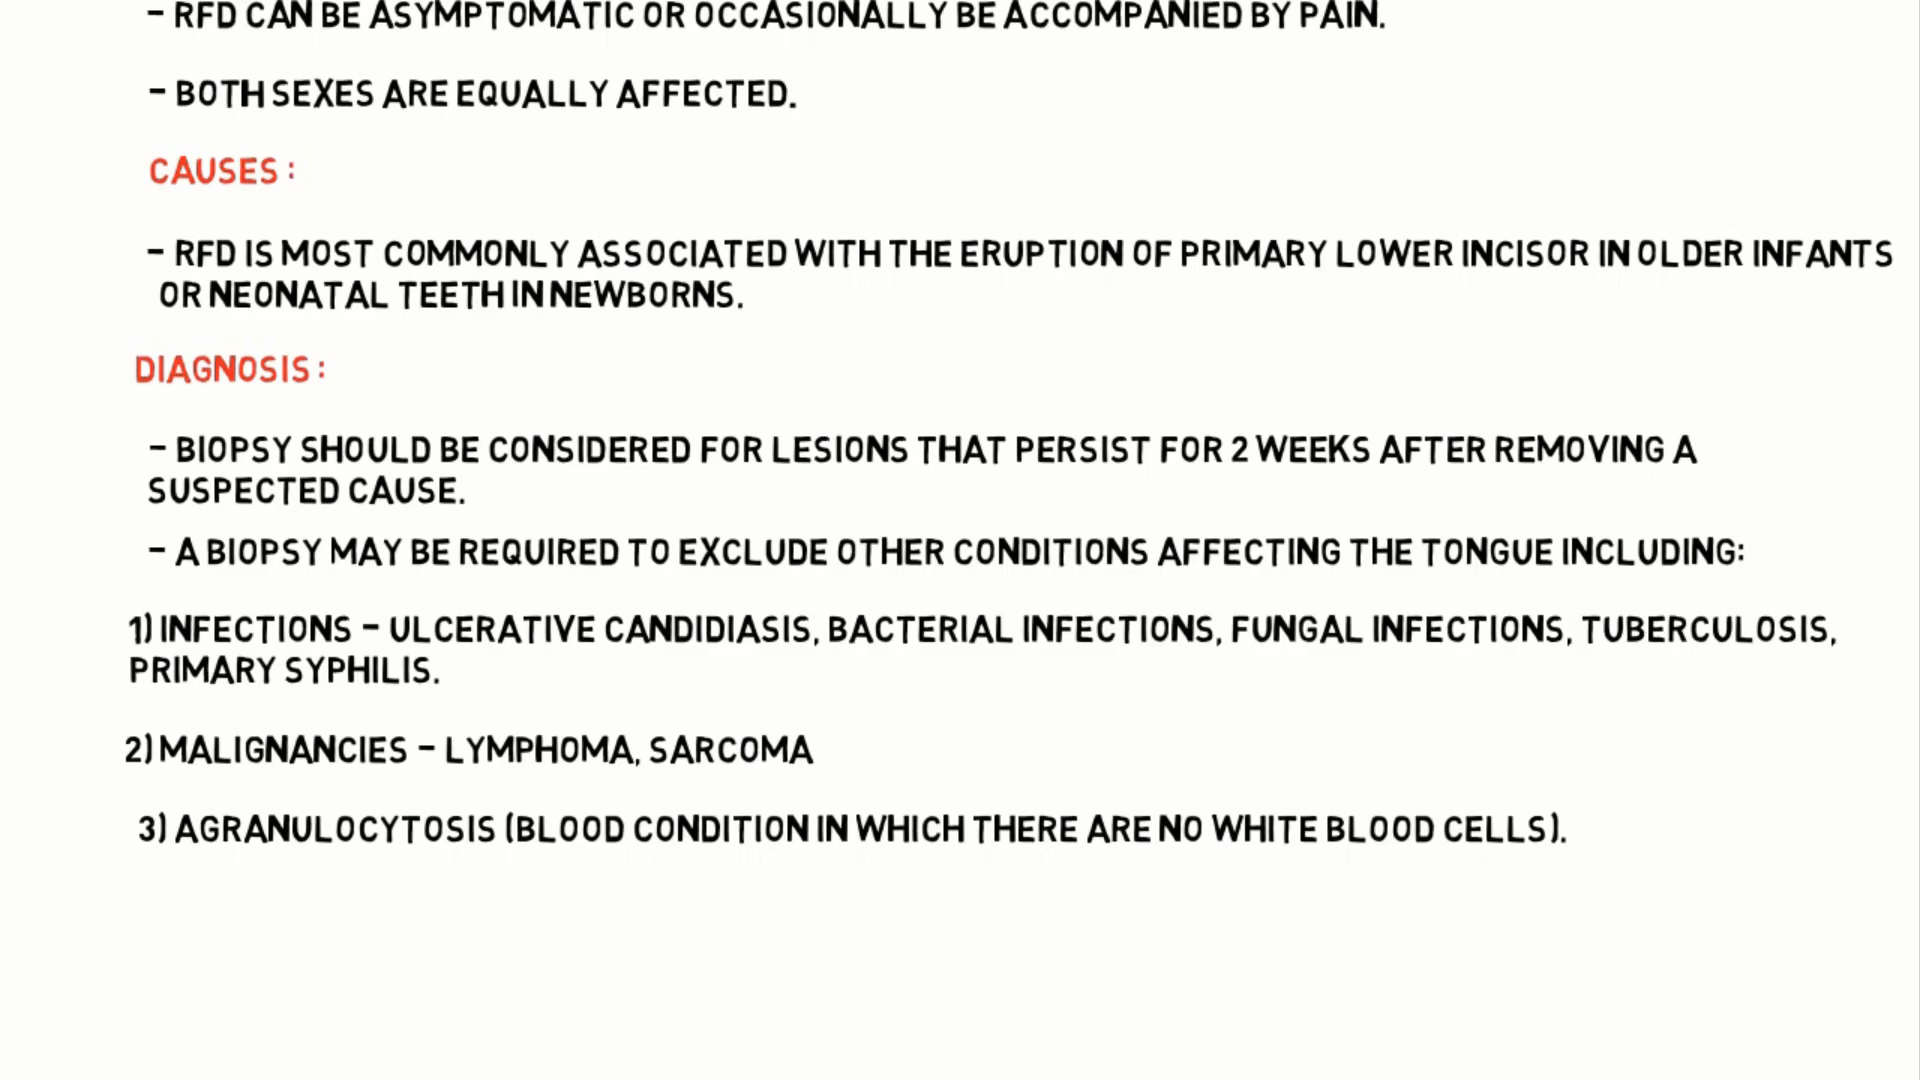 - RFD CAN BE ASYMPTOMATIC OR OCCASIONALLY BE ACCOMPANIED BY PAIN.
- BOTH SEXES ARE EQUALLY AFFECTED.
CAUSES :
- RFD IS MOST COMMONLY ASSOCIATED WITH THE ERUPTION OF PRIMARY LOWER INCISOR IN OLDER INFANTS
OR NEONATAL TEETH IN NEWBORNS.
DIAGNOSIS :
- BIOPSY SHOULD BE CONSIDERED FOR LESIONS THAT PERSIST FOR 2 WEEKS AFTER REMOVING A
SUSPECTED CAUSE.
- A BIOPSY MAY BE REQUIRED TO EXCLUDE OTHER CONDITIONS AFFECTING THE TONGUE INCLUDING:
1) INFECTIONS - ULCERATIVE CANDIDIASIS, BACTERIAL INFECTIONS, FUNGAL INFECTIONS, TUBERCULOSIS,
PRIMARY SYPHILIS.
2) MALIGNANCIES - LYMPHOMA, SARCOMA
3) AGRANULOCYTOSIS (BLOOD CONDITION IN WHICH THERE ARE NO WHITE BLOOD CELLS).